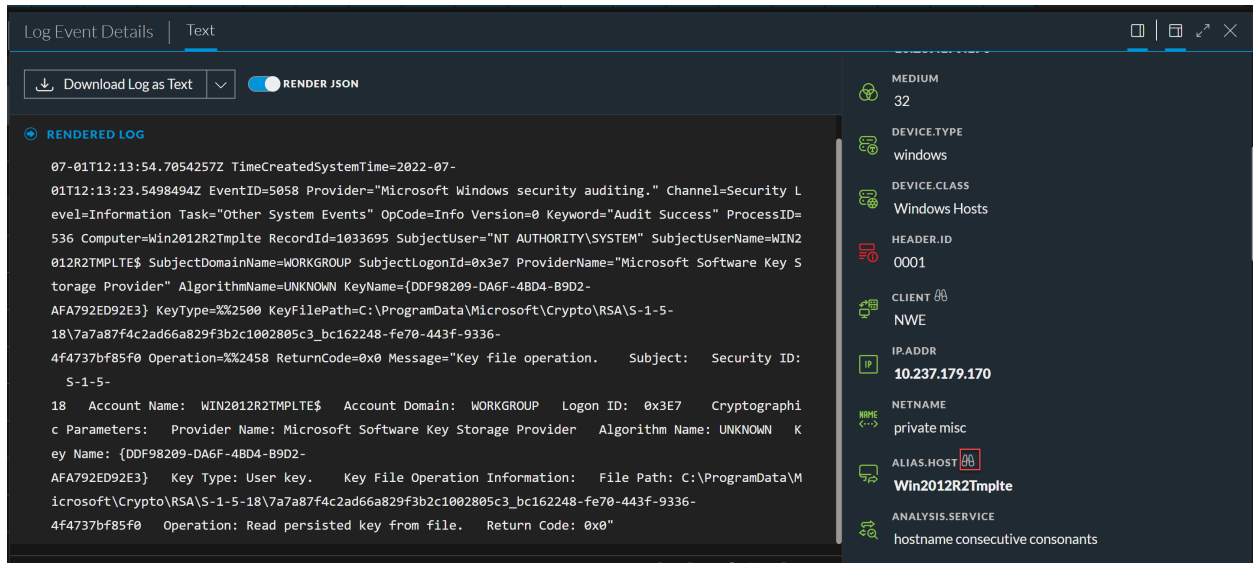 Log Event Details
Text
Download Log as Text
RENDER JSON
RENDERED LOG
07-01T12:13:54.7054257Z TimeCreatedSystemTime=2022-07-
01T12:13:23.5498494Z EventID=5058 Provider="Microsoft Windows security auditing." Channel=Security L
evel=Information Task="Other System Events" OpCode=Info Version=0 Keyword="Audit Success" ProcessID=
536 Computer=Win2012R2Tmplte RecordId=1033695 SubjectUser="NT AUTHORITY\SYSTEM" SubjectUserName=WIN2
012R2TMPLTE$ SubjectDomainName=WORKGROUP SubjectLogonId=0x3e7 ProviderName="Microsoft Software Key S
torage Provider" AlgorithmName=UNKNOWN KeyName={DDF98209-DA6F-4BD4-B9D2-
AFA792ED92E3} KeyType=%%2500 KeyFilePath=C:\ProgramData\Microsoft\Crypto\RSA\S-1-5-
18\7a7a87f4c2ad66a829f3b2c1002805c3_bc162248-fe70-443f-9336-
4f4737bf85f0 Operation=%%2458 ReturnCode=0x0 Message="Key file operation. Subject: Security ID:
S-1-5-
18 Account Name: WIN2012R2TMPLTE$ Account Domain: WORKGROUP Logon ID: 0x3E7 Cryptographi
c Parameters: Provider Name: Microsoft Software Key Storage Provider Algorithm Name: UNKNOWN K
ey Name: {DDF98209-DA6F-4BD4-B9D2-
AFA792ED92E3} Key Type: User key. Key File Operation Information: File Path: C:\ProgramData\M
icrosoft\Crypto\RSA\S-1-5-18\7a7a87f4c2ad66a829f3b2c1002805c3_bc162248-fe70-443f-9336-
4f4737bf85f0 Operation: Read persisted key from file. Return Code: 0x0"
MEDIUM
32
DEVICE.TYPE
windows
DEVICE.CLASS
Windows Hosts
HEADER.ID
0001
CLIENT
NWE
IP.ADDR
IP
10.237.179.170
NETNAME
NAME
private misc
ALIAS.HOST
Win2012R2Tmplte
ANALYSIS.SERVICE
hostname consecutive consonants